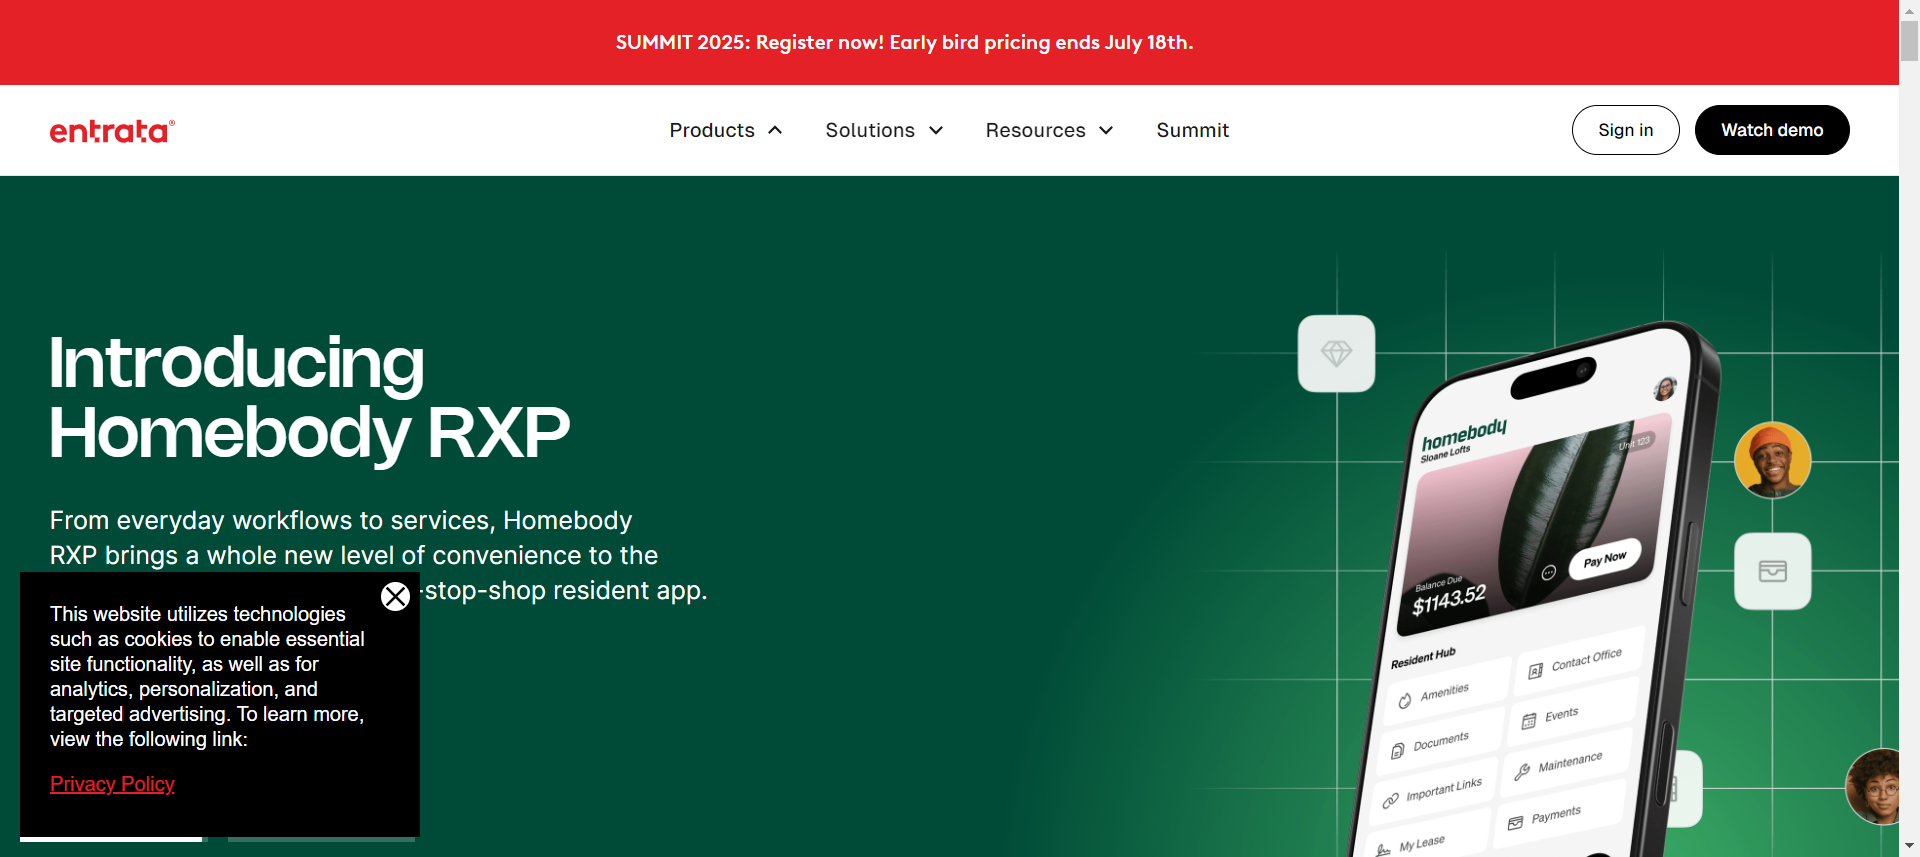 SUMMIT 2025: Register now! Early bird pricing ends July 18th.
entrata®
Products
Solutions
Resources
Summit
Sign in
Watch demo
Introducing
Homebody RXP
From everyday workflows to services, Homebody
RXP brings a whole new level of convenience to the
-stop-shop resident app.
This website utilizes technologies
such as cookies to enable essential
site functionality, as well as for
analytics, personalization, and
targeted advertising. To learn more,
view the following link:
Privacy Policy
homebody
Sloane Lofts
Unit 123
Balance Due
$1143.52
Pay Now
Resident Hub
Amenities
Contact Office
Documents
Events
Important Links
Maintenance
My Lease
Payments